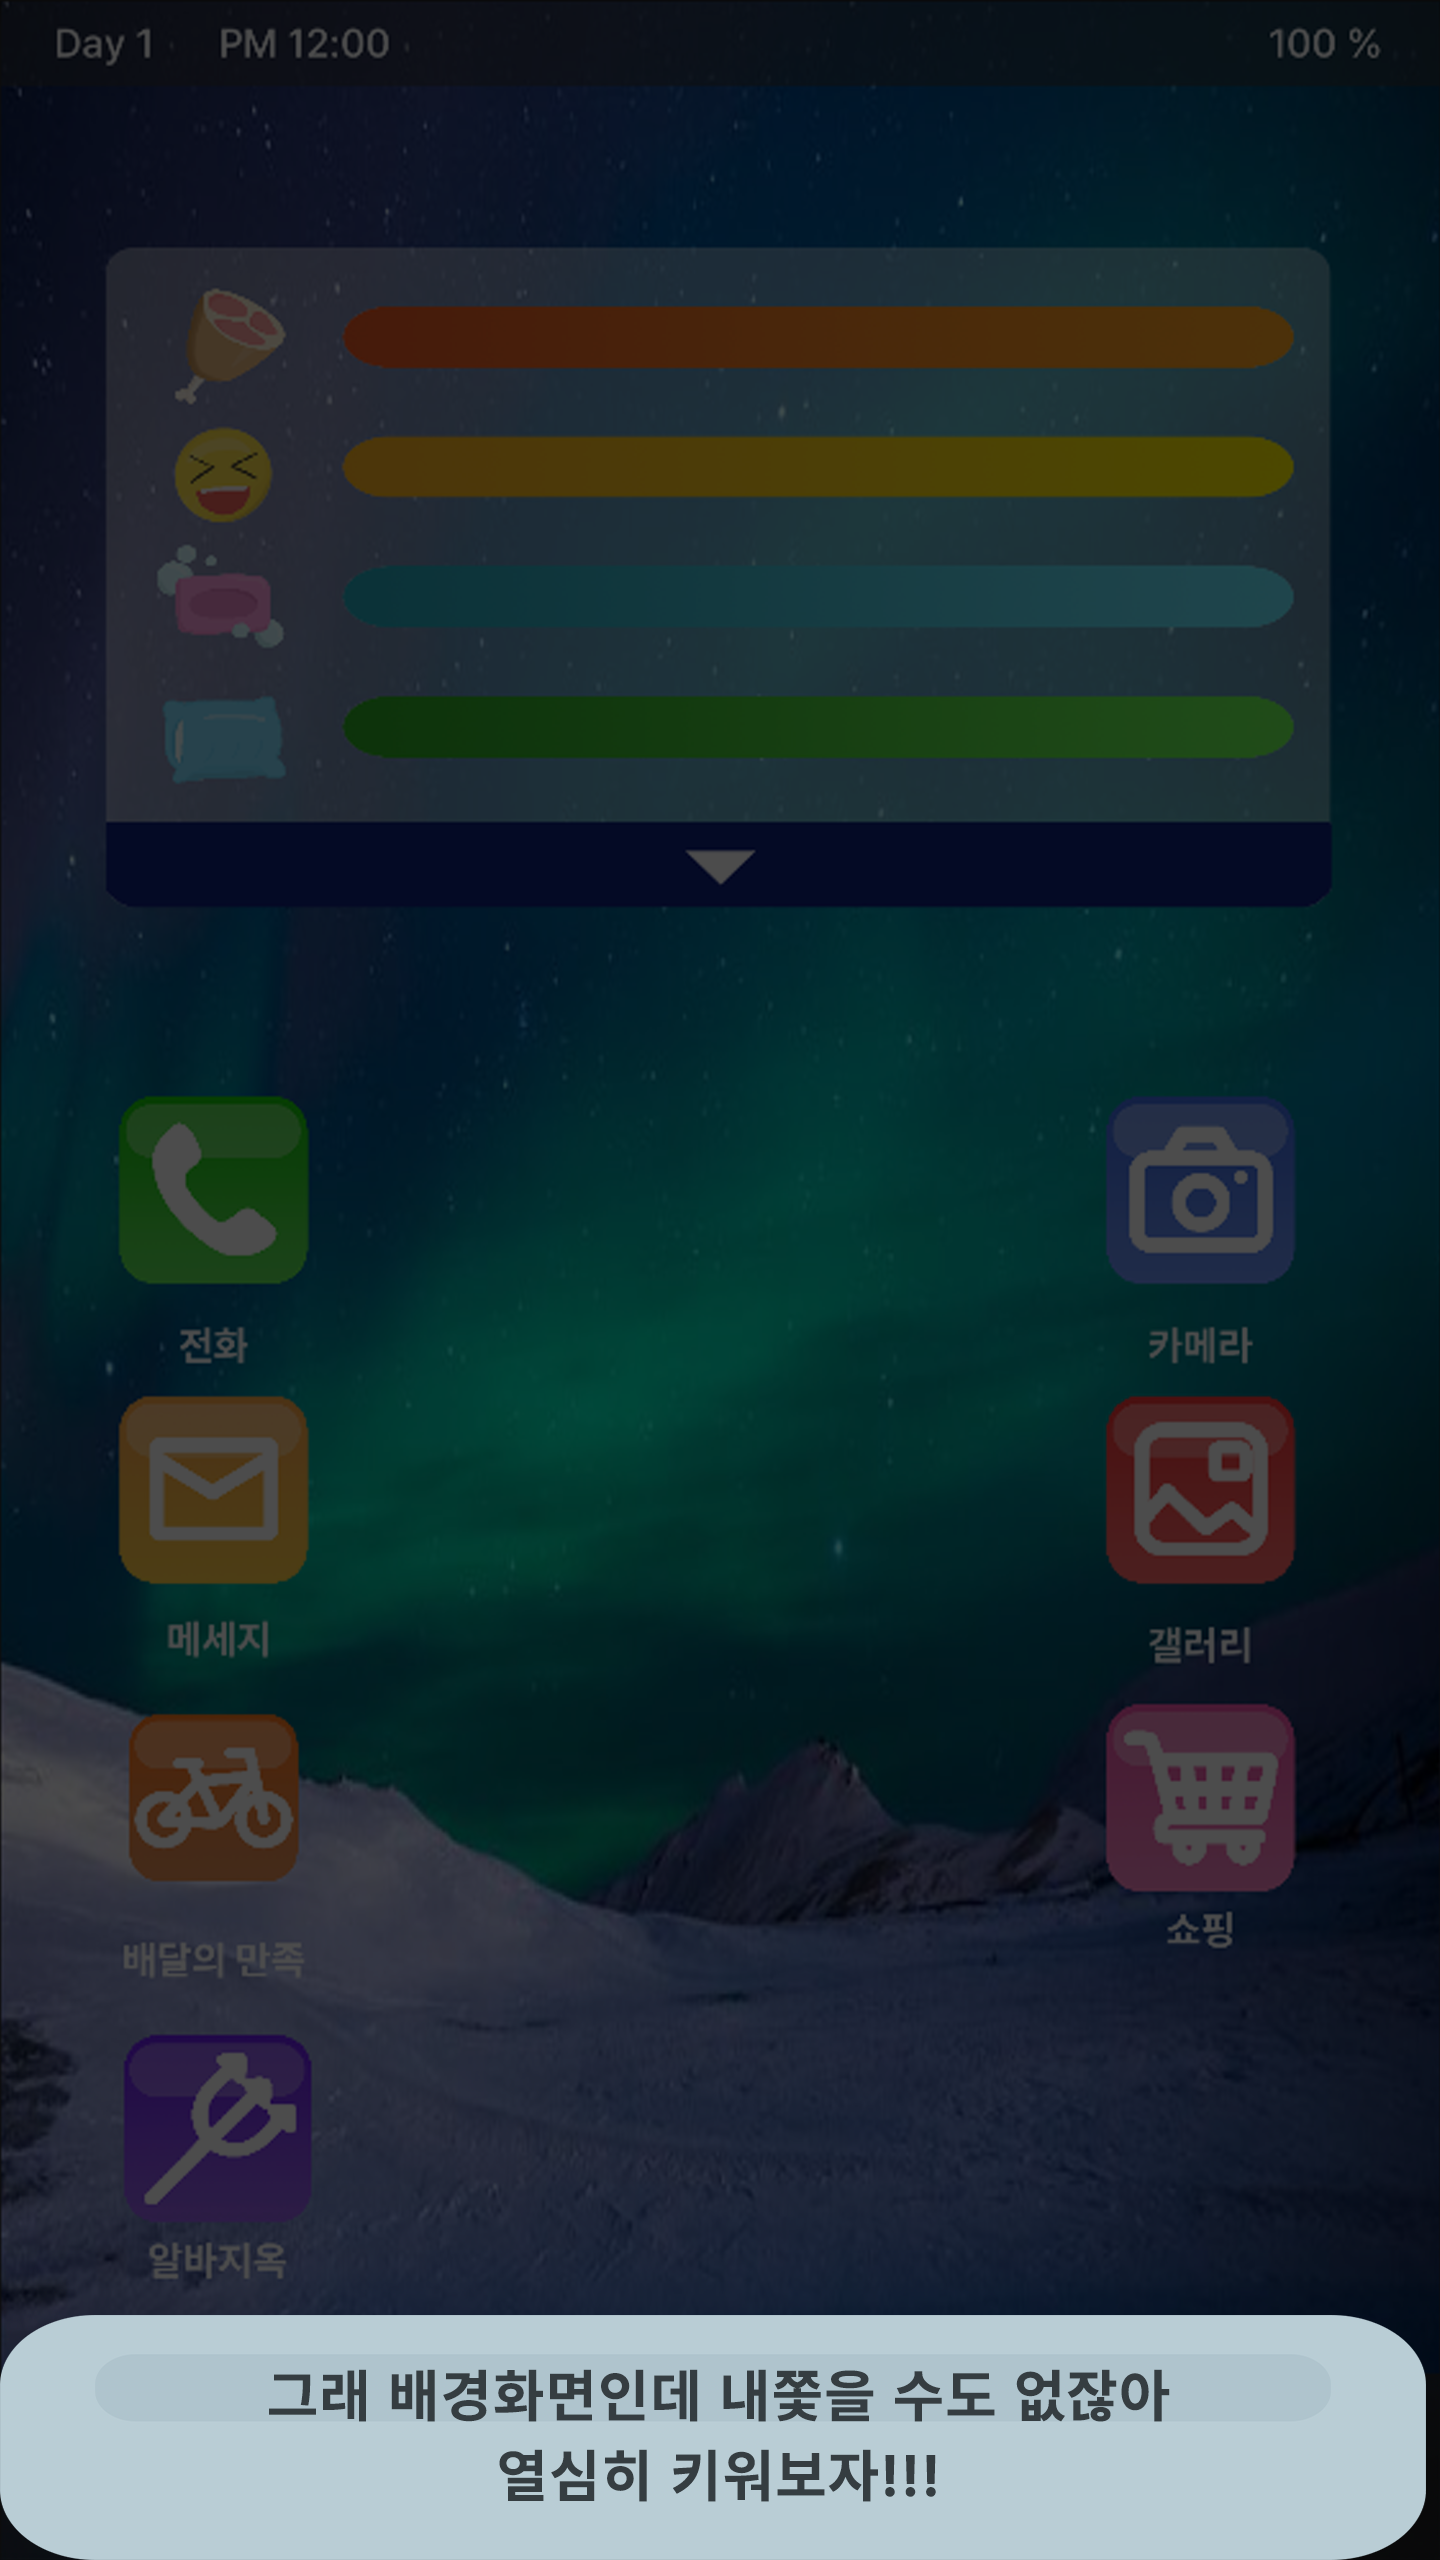 Day 1 PM 12:00 100 %
전화 카메라
메세지 갤러리
배달의 만족 쇼핑
알바지옥
그래 배경화면인데 내쫓을 수도 없잖아
열심히 키워보자!!!